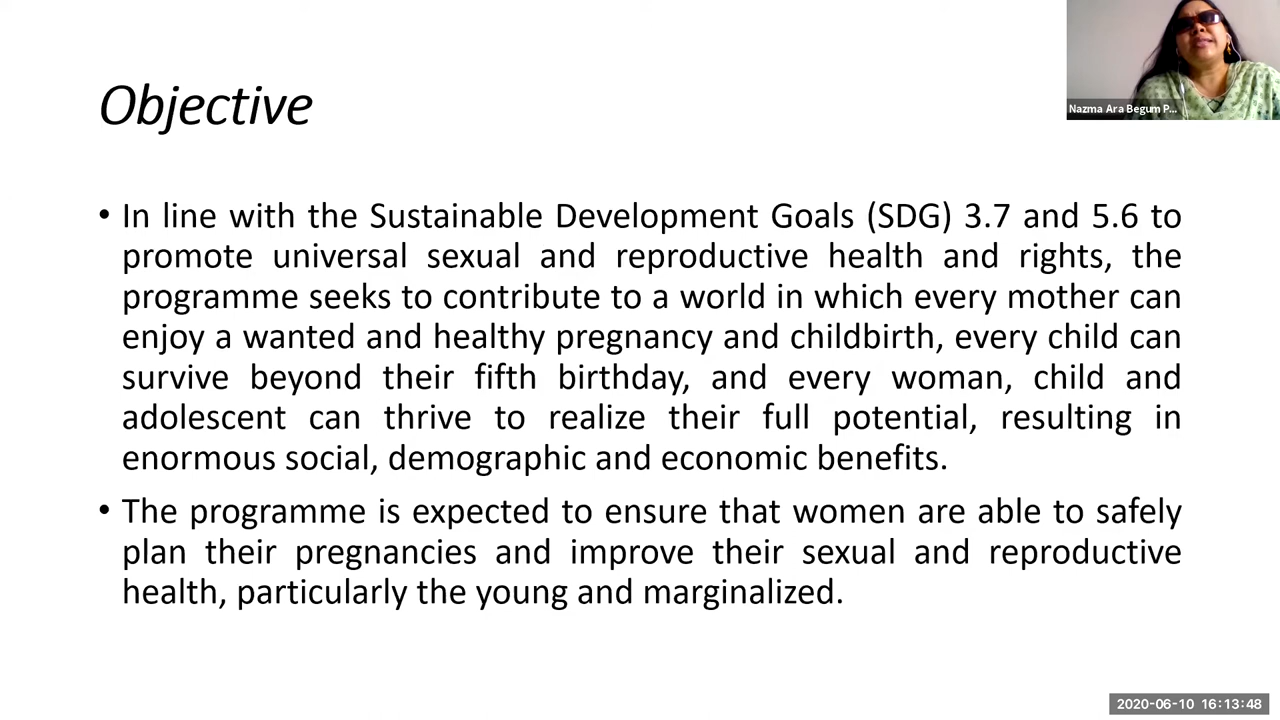 Objective
Nazma Ara Begum P...
• In line with the Sustainable Development Goals (SDG) 3.7 and 5.6 to
promote universal sexual and reproductive health and rights, the
programme seeks to contribute to a world in which every mother can
enjoy a wanted and healthy pregnancy and childbirth, every child can
survive beyond their fifth birthday, and every woman, child and
adolescent can thrive to realize their full potential, resulting in
enormous social, demographic and economic benefits.
• The programme is expected to ensure that women are able to safely
plan their pregnancies and improve their sexual and reproductive
health, particularly the young and marginalized.
2020-06-10 16:13:48